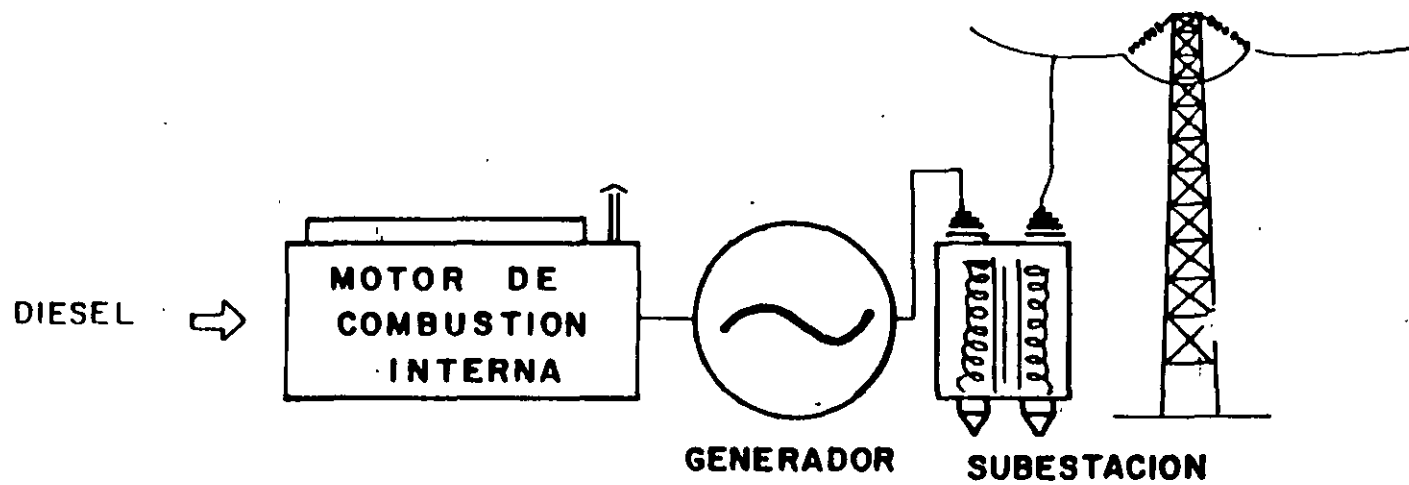 DIESEL
MOTOR DE
COMBUSTION
INTERNA
GENERADOR
SUBESTACION